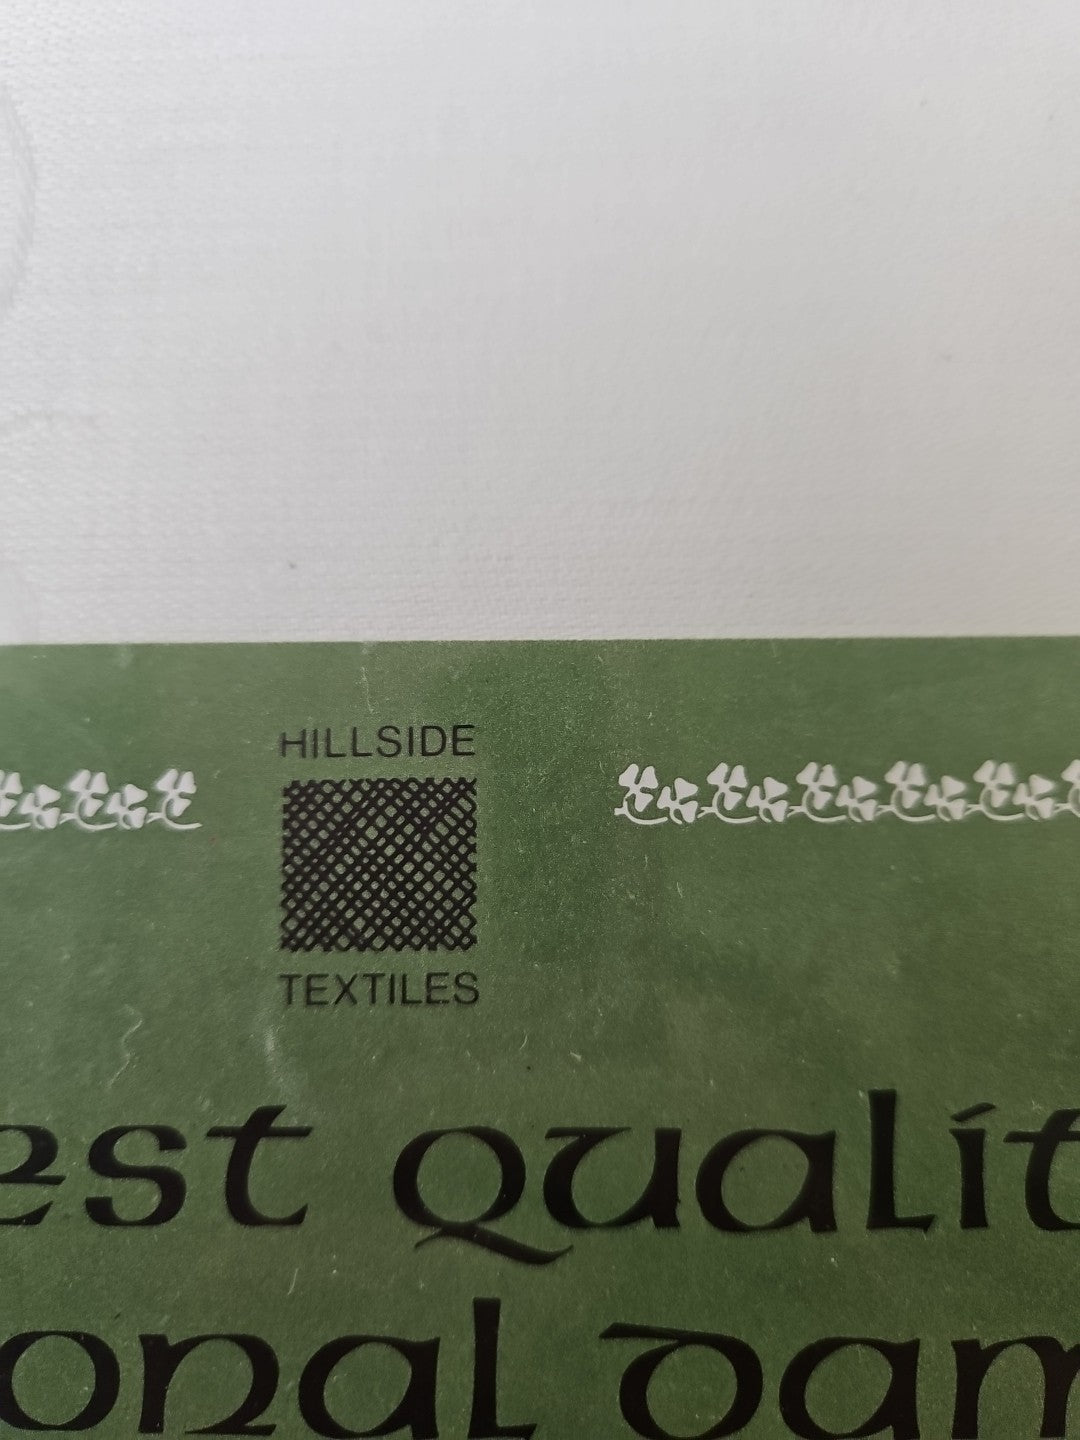 HILLSIDE
TEXTILES
est Qualit
onal dam